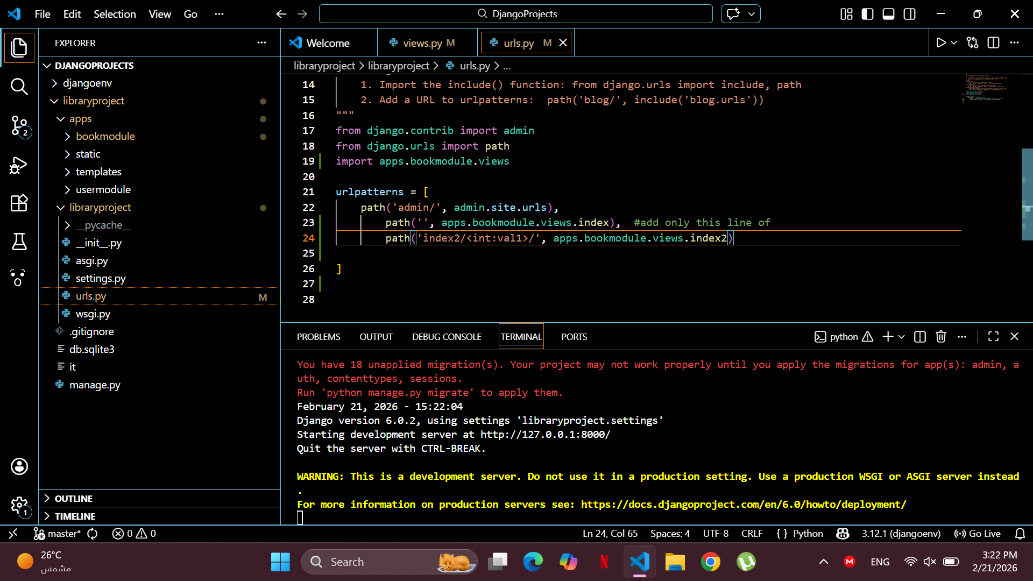 File Edit Selection View Go ···
DjangoProjects
EXPLORER ···
DJANGOPROJECTS
djangoenv
libraryproject
apps
bookmodule
static
templates
usermodule
libraryproject
__pycache__
__init__.py
asgi.py
settings.py
urls.py M
wsgi.py
.gitignore
db.sqlite3
it
manage.py
OUTLINE
TIMELINE
2
1
Welcome views.py M urls.py M
libraryproject > libraryproject > urls.py > ...
14 1. Import the include() function: from django.urls import include, path
15 2. Add a URL to urlpatterns: path('blog/', include('blog.urls'))
16 """
17 from django.contrib import admin
18 from django.urls import path
19 import apps.bookmodule.views
20
21 urlpatterns = [
22 path('admin/', admin.site.urls),
23 path('', apps.bookmodule.views.index), #add only this line of
24 path('index2/<int:val1>/', apps.bookmodule.views.index2)
25
26 ]
27
28
PROBLEMS OUTPUT DEBUG CONSOLE TERMINAL PORTS python
You have 18 unapplied migration(s). Your project may not work properly until you apply the migrations for app(s): admin, a
uth, contenttypes, sessions.
Run 'python manage.py migrate' to apply them.
February 21, 2026 - 15:22:04
Django version 6.0.2, using settings 'libraryproject.settings'
Starting development server at http://127.0.0.1:8000/
Quit the server with CTRL-BREAK.
WARNING: This is a development server. Do not use it in a production setting. Use a production WSGI or ASGI server instead
.
For more information on production servers see: https://docs.djangoproject.com/en/6.0/howto/deployment/
master* 0 0 Ln 24, Col 65 Spaces: 4 UTF-8 CRLF { } Python 3.12.1 (djangoenv) Go Live
26°C
مشمس
Search
ENG
3:22 PM
2/21/2026